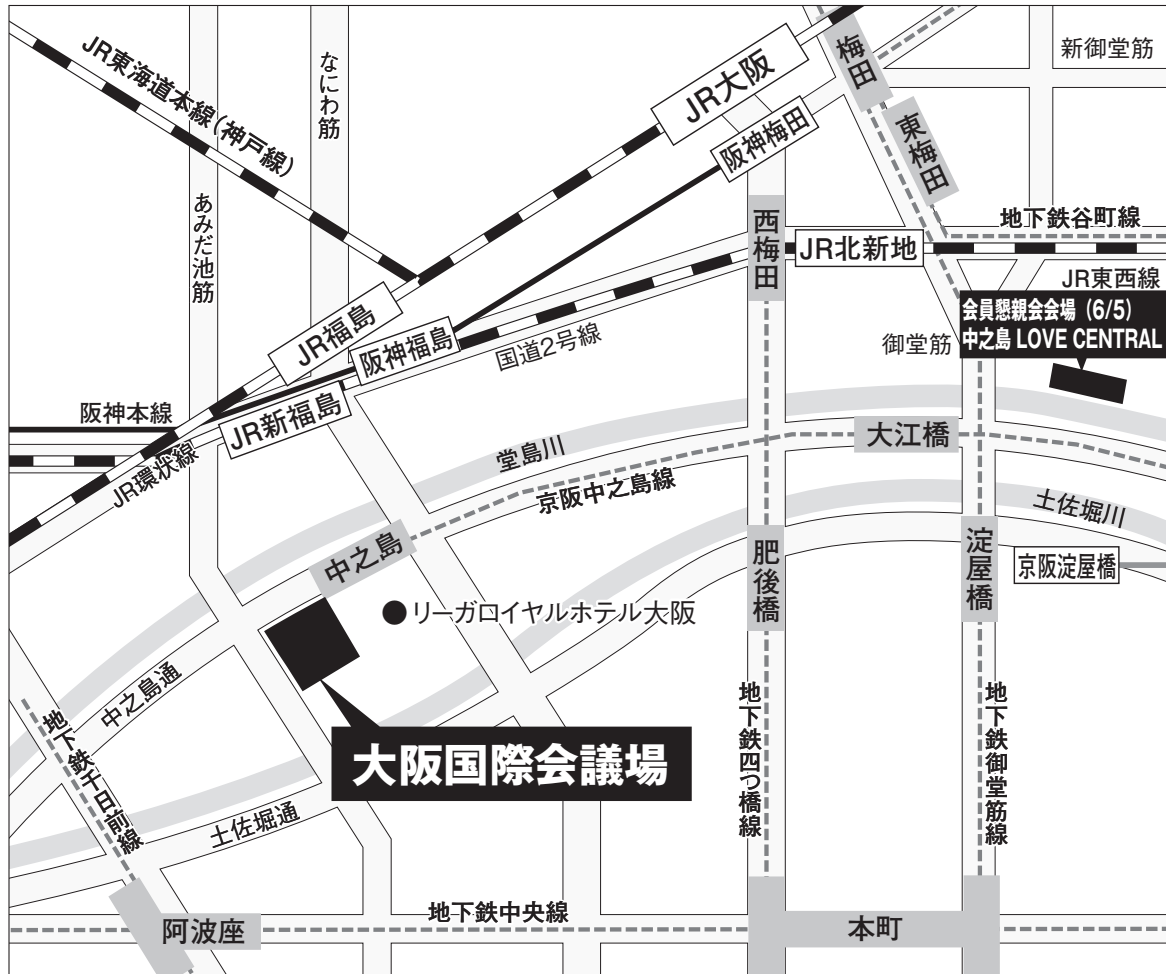 JR東海道本線(神戸線)
なにわ筋
あみだ池筋
JR大阪
阪神梅田
梅田
東梅田
新御堂筋
地下鉄谷町線
西梅田
JR北新地
JR東西線
会員懇親会会場 (6/5)
中之島 LOVE CENTRAL
御堂筋
JR福島
阪神福島
国道2号線
JR新福島
阪神本線
JR環状線
堂島川
大江橋
京阪中之島線
土佐堀川
中之島
肥後橋
淀屋橋
京阪淀屋橋
リーガロイヤルホテル大阪
中之島通
地下鉄千日前線
大阪国際会議場
地下鉄四つ橋線
地下鉄御堂筋線
土佐堀通
地下鉄中央線
阿波座
本町